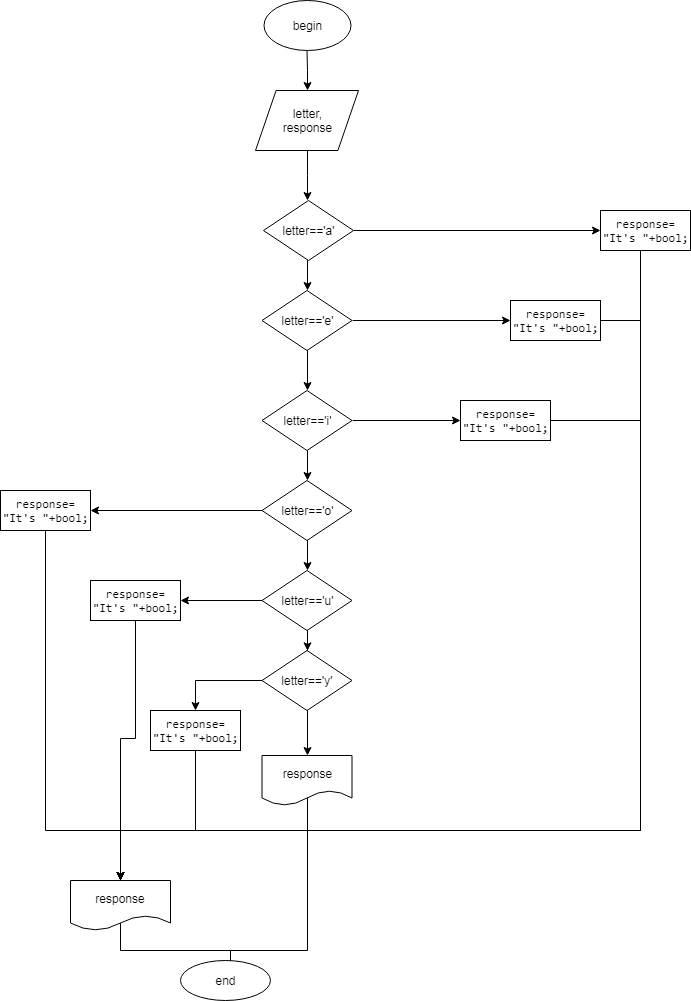 begin
letter,
response
letter=='a'
response=
"It's "+bool;
letter=='e'
response=
"It's "+bool;
letter=='i'
response=
"It's "+bool;
response=
"It's "+bool;
letter=='o'
response=
"It's "+bool;
letter=='u'
letter=='y'
response=
"It's "+bool;
response
response
end